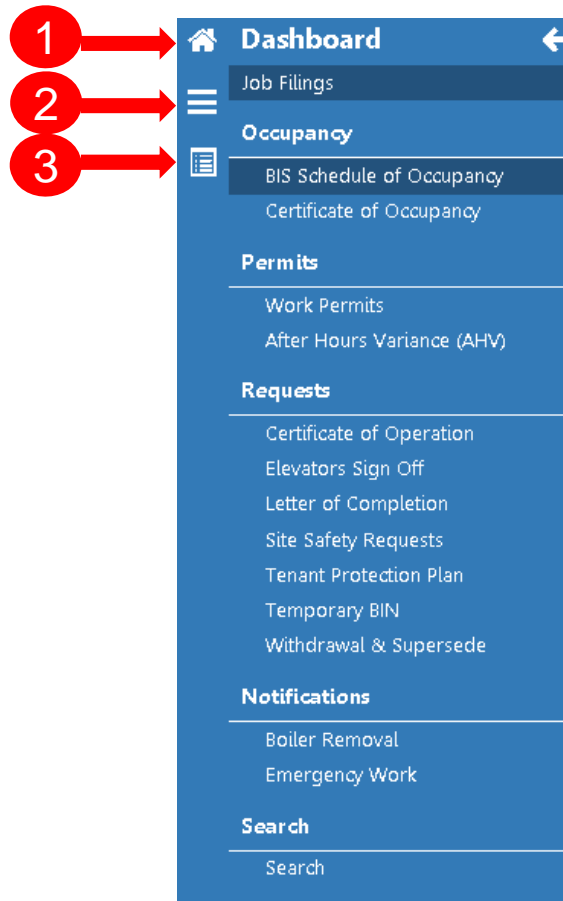 1
Dashboard
2
Job Filings
Occupancy
3
BIS Schedule of Occupancy
Certificate of Occupancy
Permits
Work Permits
After Hours Variance (AHV)
Requests
Certificate of Operation
Elevators Sign Off
Letter of Completion
Site Safety Requests
Tenant Protection Plan
Temporary BIN
Withdrawal & Supersede
Notifications
Boiler Removal
Emergency Work
Search
Search